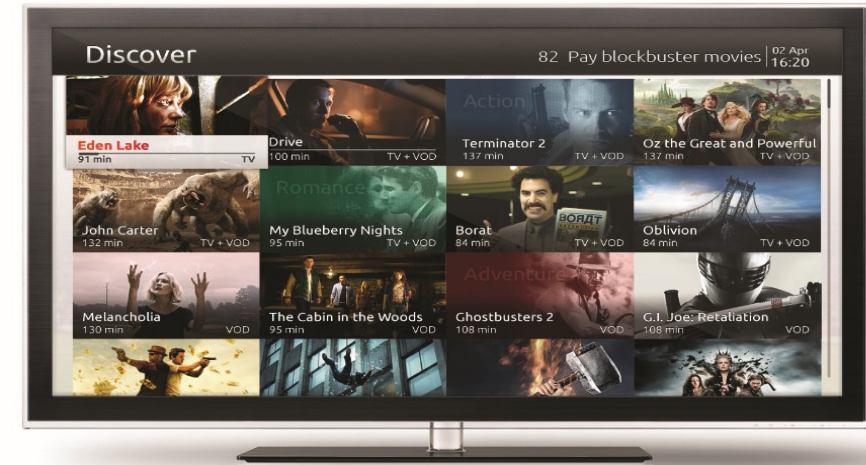 Discover
82 Pay blockbuster movies
02 Apr
16:20
Eden Lake
91 min TV
Drive
100 min TV + VOD
Action
Terminator 2
137 min TV + VOD
Oz the Great and Powerful
137 min TV + VOD
John Carter
132 min TV + VOD
Romance
My Blueberry Nights
95 min TV + VOD
BORAT
Borat
84 min TV + VOD
Oblivion
84 min TV + VOD
Melancholia
130 min VOD
The Cabin in the Woods
95 min VOD
Adventure
Ghostbusters 2
108 min VOD
G.I. Joe: Retaliation
108 min VOD